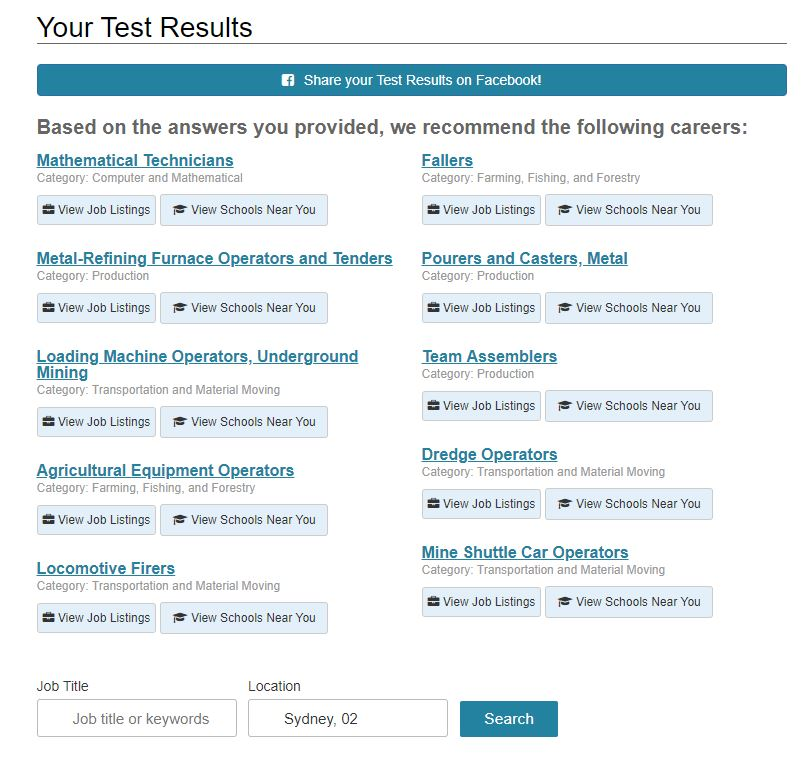 Your Test Results
Share your Test Results on Facebook!
Based on the answers you provided, we recommend the following careers:
Mathematical Technicians
Category: Computer and Mathematical
View Job Listings
View Schools Near You
Metal-Refining Furnace Operators and Tenders
Category: Production
View Job Listings
View Schools Near You
Loading Machine Operators, Underground
Mining
Category: Transportation and Material Moving
View Job Listings
View Schools Near You
Agricultural Equipment Operators
Category: Farming, Fishing, and Forestry
View Job Listings
View Schools Near You
Locomotive Firers
Category: Transportation and Material Moving
View Job Listings
View Schools Near You
Fallers
Category: Farming, Fishing, and Forestry
View Job Listings
View Schools Near You
Pourers and Casters, Metal
Category: Production
View Job Listings
View Schools Near You
Team Assemblers
Category: Production
View Job Listings
View Schools Near You
Dredge Operators
Category: Transportation and Material Moving
View Job Listings
View Schools Near You
Mine Shuttle Car Operators
Category: Transportation and Material Moving
View Job Listings
View Schools Near You
Job Title
Job title or keywords
Location
Sydney, 02
Search